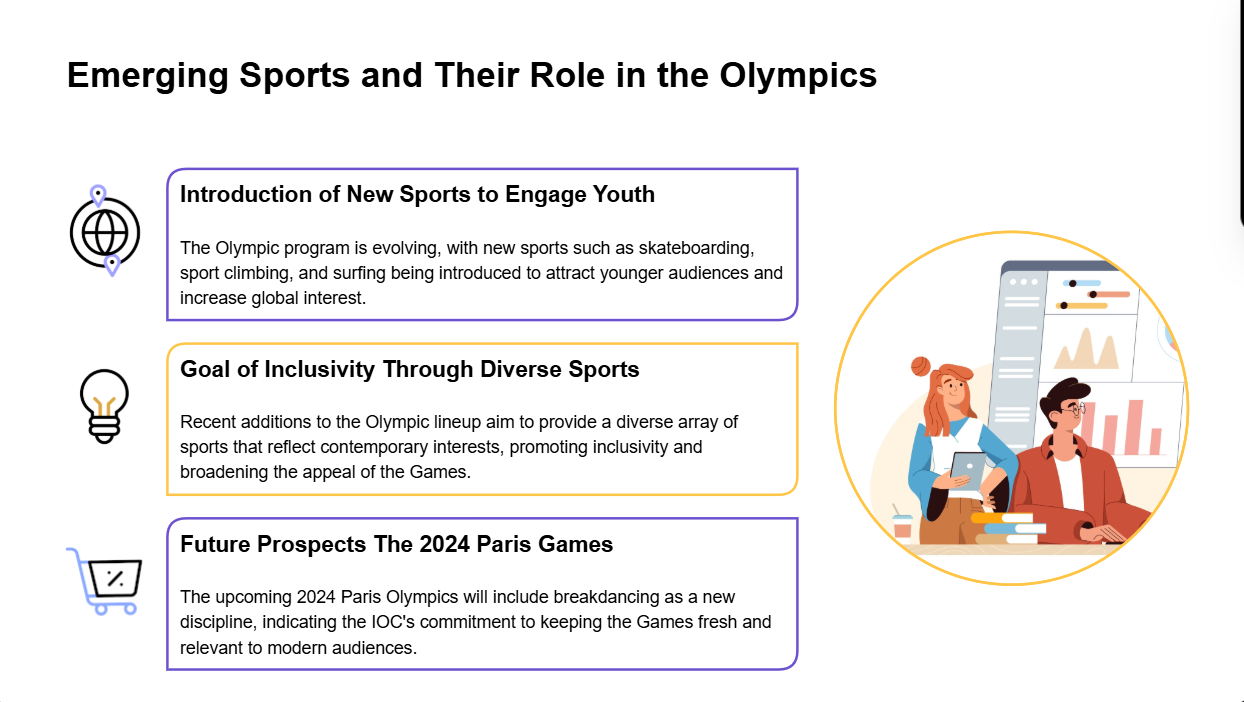 Emerging Sports and Their Role in the Olympics
Introduction of New Sports to Engage Youth
The Olympic program is evolving, with new sports such as skateboarding,
sport climbing, and surfing being introduced to attract younger audiences and
increase global interest.
Goal of Inclusivity Through Diverse Sports
Recent additions to the Olympic lineup aim to provide a diverse array of
sports that reflect contemporary interests, promoting inclusivity and
broadening the appeal of the Games.
Future Prospects The 2024 Paris Games
The upcoming 2024 Paris Olympics will include breakdancing as a new
discipline, indicating the IOC's commitment to keeping the Games fresh and
relevant to modern audiences.